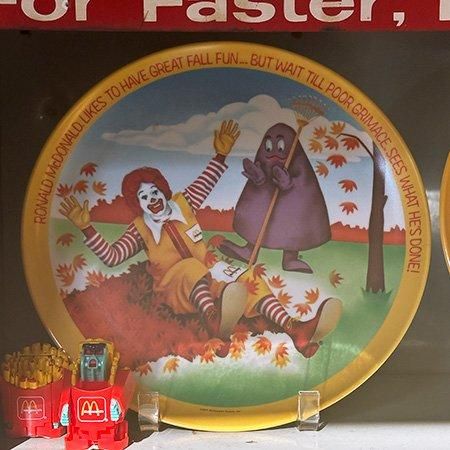 For Faster,
RONALD McDONALD LIKES TO HAVE GREAT FALL FUN... BUT WAIT TILL POOR GRIMACE SEES WHAT HE'S DONE!